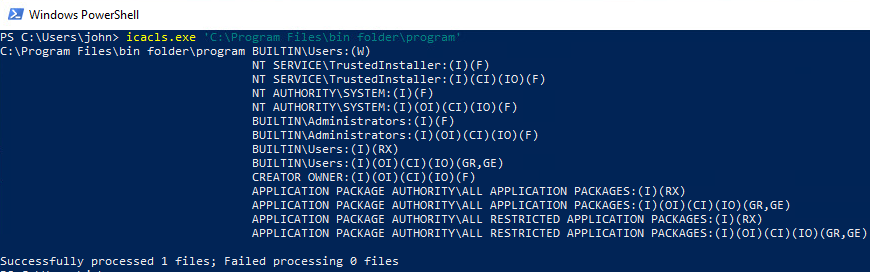 Windows PowerShell
PS C:\Users\john> icacls.exe 'C:\Program Files\bin folder\program'
C:\Program Files\bin folder\program BUILTIN\Users:(W)
NT SERVICE\TrustedInstaller:(I)(F)
NT SERVICE\TrustedInstaller:(I)(CI)(IO)(F)
NT AUTHORITY\SYSTEM:(I)(F)
NT AUTHORITY\SYSTEM:(I)(OI)(CI)(IO)(F)
BUILTIN\Administrators:(I)(F)
BUILTIN\Administrators:(I)(OI)(CI)(IO)(F)
BUILTIN\Users:(I)(RX)
BUILTIN\Users:(I)(OI)(CI)(IO)(GR,GE)
CREATOR OWNER:(I)(OI)(CI)(IO)(F)
APPLICATION PACKAGE AUTHORITY\ALL APPLICATION PACKAGES:(I)(RX)
APPLICATION PACKAGE AUTHORITY\ALL APPLICATION PACKAGES:(I)(OI)(CI)(IO)(GR,GE)
APPLICATION PACKAGE AUTHORITY\ALL RESTRICTED APPLICATION PACKAGES:(I)(RX)
APPLICATION PACKAGE AUTHORITY\ALL RESTRICTED APPLICATION PACKAGES:(I)(OI)(CI)(IO)(GR,GE)
Successfully processed 1 files; Failed processing 0 files